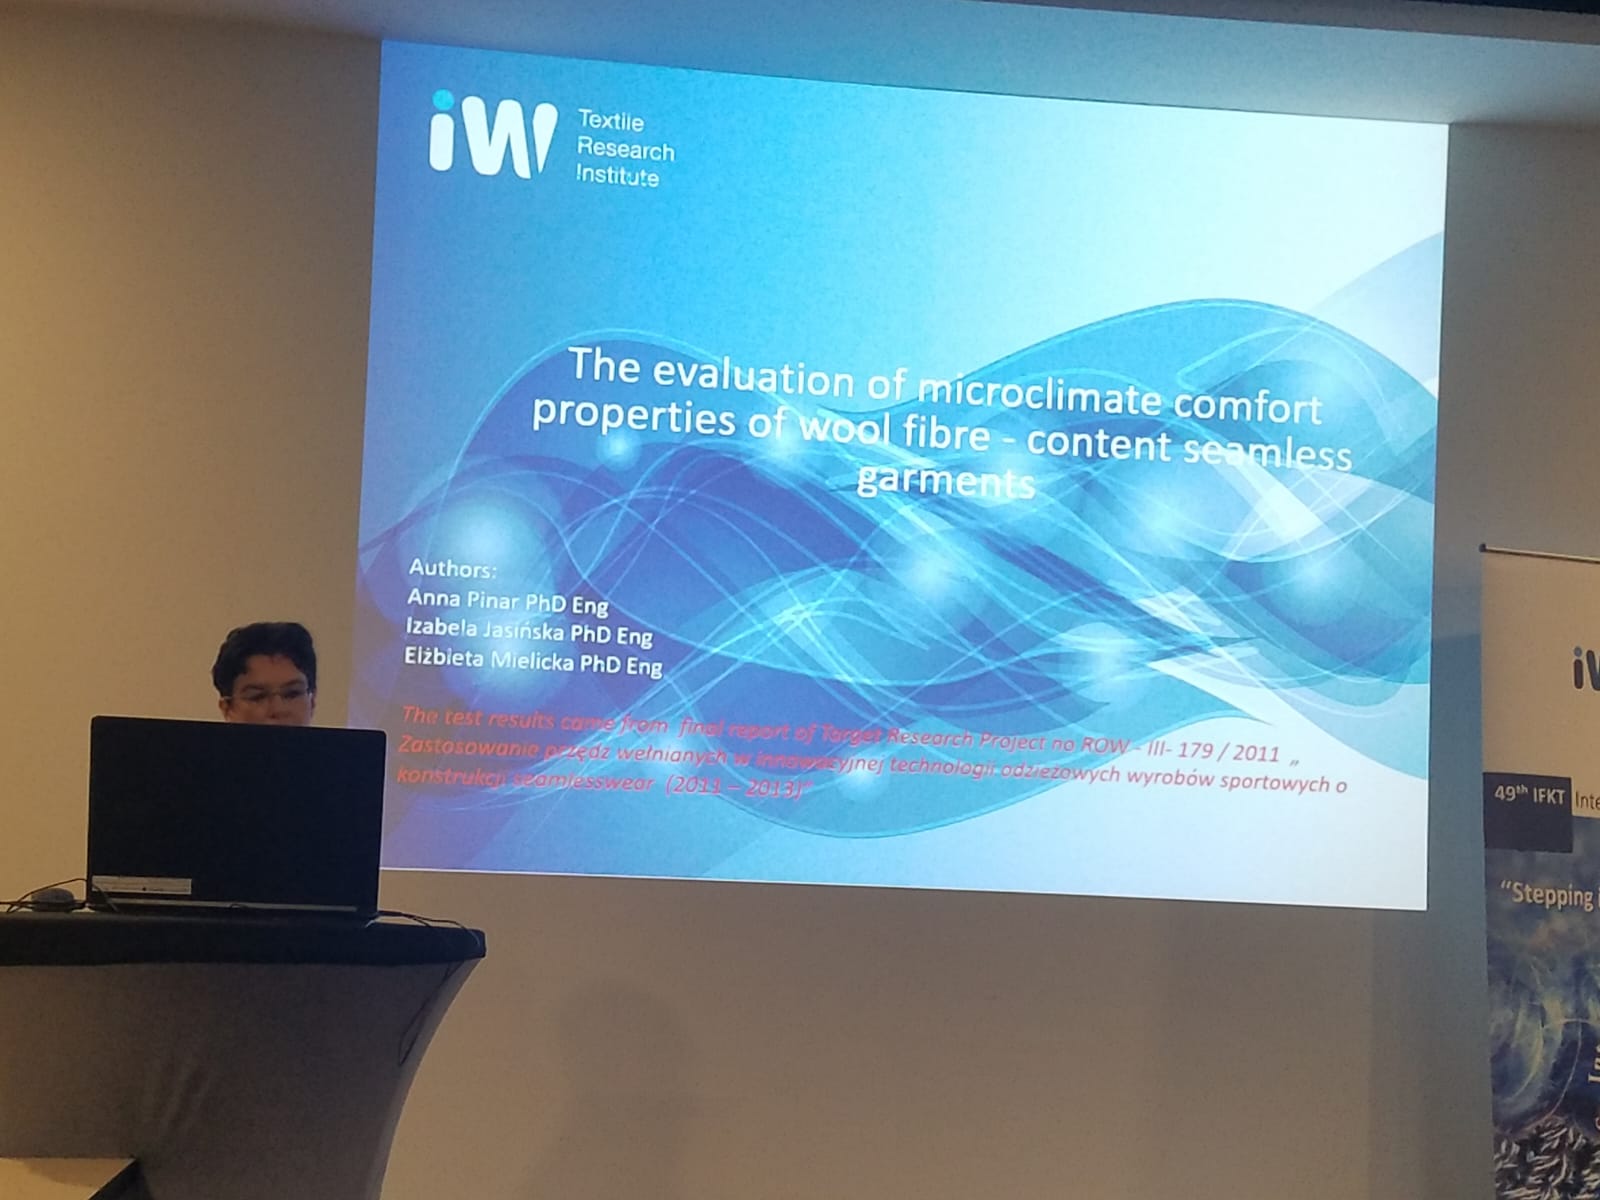 iW
Textile
Research
Institute
The evaluation of microclimate comfort
properties of wool fibre - content seamless
garments
Authors:
Anna Pinar PhD Eng
Izabela Jasińska PhD Eng
Elżbieta Mielicka PhD Eng
The test results came from final report of Target Research Project no ROW - III- 179 / 2011 „
Zastosowanie przędz wełnianych w innowacyjnej technologii odzieżowych wyrobów sportowych o
konstrukcji seamlesswear (2011 – 2013)”
49th IFKT
“Stepping